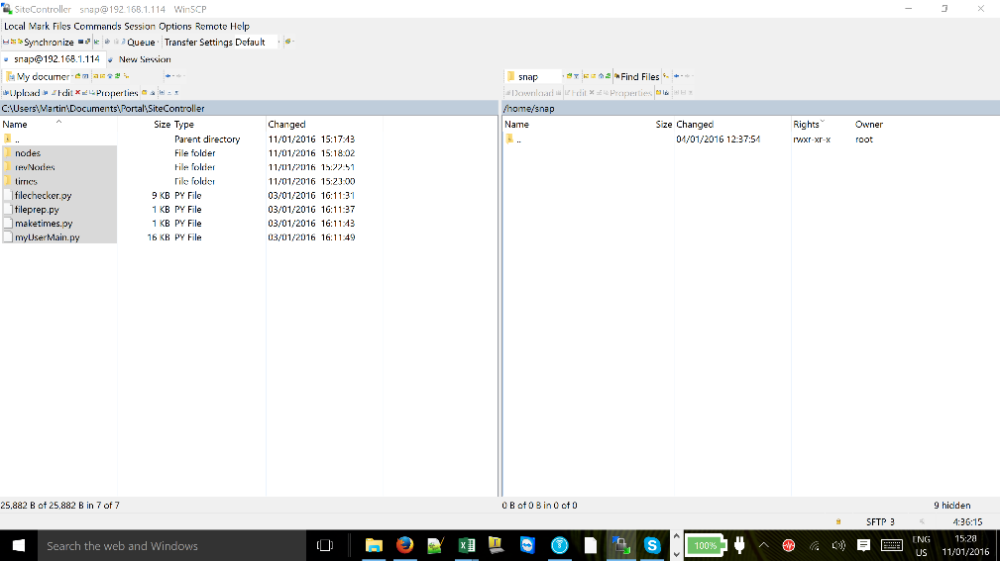 SiteController snap@192.168.1.114 WinSCP
Local Mark Files Commands Session Options Remote Help
Synchronize Queue Transfer Settings Default
snap@192.168.1.114 New Session
My documer snap Find Files
Upload Edit Properties Download Edit Properties
C:\Users\Martin\Documents\Portal\SiteController /home/snap
Name Size Type Changed Name Size Changed Rights Owner
.. Parent directory 11/01/2016 15:17:43 .. 04/01/2016 12:37:54 rwxr-xr-x root
nodes File folder 11/01/2016 15:18:02
revNodes File folder 11/01/2016 15:22:51
times File folder 11/01/2016 15:23:00
filechecker.py 9 KB PY File 03/01/2016 16:11:31
fileprep.py 1 KB PY File 03/01/2016 16:11:37
maketimes.py 1 KB PY File 03/01/2016 16:11:43
myUserMain.py 16 KB PY File 03/01/2016 16:11:49
25,882 B of 25,882 B in 7 of 7 0 B of 0 B in 0 of 0 9 hidden
SFTP-3 4:36:15
Search the web and Windows 100% ENG 15:28
US 11/01/2016